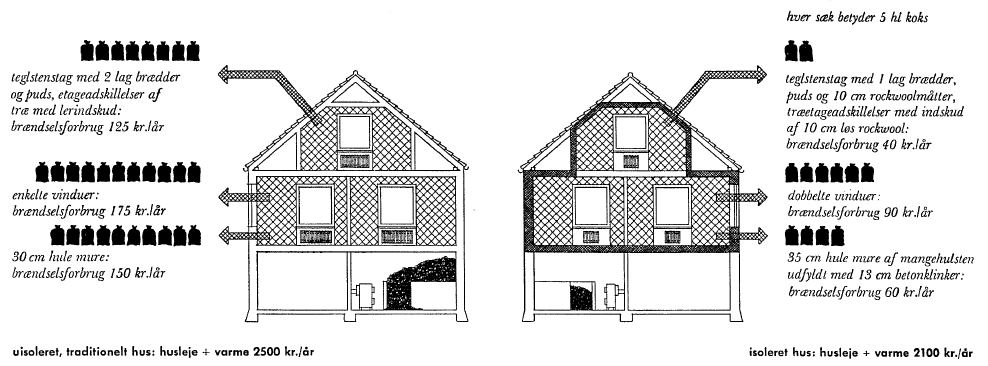 hver sæk betyder 5 hl koks
teglstenstag med 2 lag brædder
og puds, etageadskillelser af
træ med lerindskud:
brændselsforbrug 125 kr./år
enkelte vinduer:
brændselsforbrug 175 kr./år
30 cm hule mure:
brændselsforbrug 150 kr./år
teglstenstag med 1 lag brædder,
puds og 10 cm rockwoolmåtter,
træetageadskillelser med indskud
af 10 cm løs rockwool:
brændselsforbrug 40 kr./år
dobbelte vinduer:
brændselsforbrug 90 kr./år
35 cm hule mure af mangehulsten
udfyldt med 13 cm betonklinker:
brændselsforbrug 60 kr./år
uisoleret, traditionelt hus: husleje + varme 2500 kr./år
isoleret hus: husleje + varme 2100 kr./år